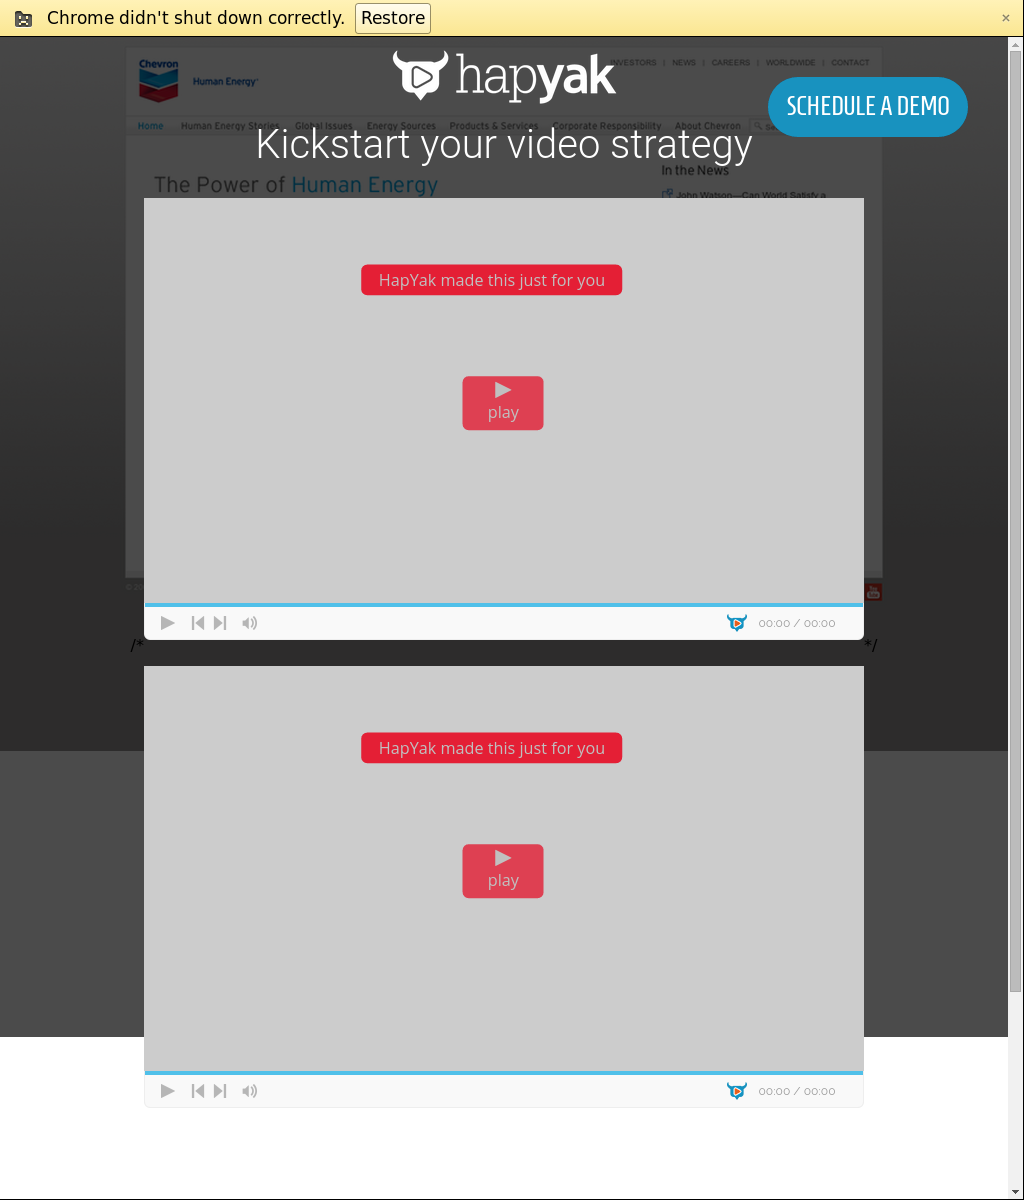 Chrome didn't shut down correctly. Restore
hapyak
Chevron
Human Energy
INVESTORS | NEWS | CAREERS | WORLDWIDE | CONTACT
SCHEDULE A DEMO
Home Human Energy Stories Global Issues Energy Sources Products & Services Corporate Responsibility About Chevron
Kickstart your video strategy
In the News
The Power of Human Energy
John Watson—Can World Satisfy a
HapYak made this just for you
play
00:00 / 00:00
/* */
HapYak made this just for you
play
00:00 / 00:00